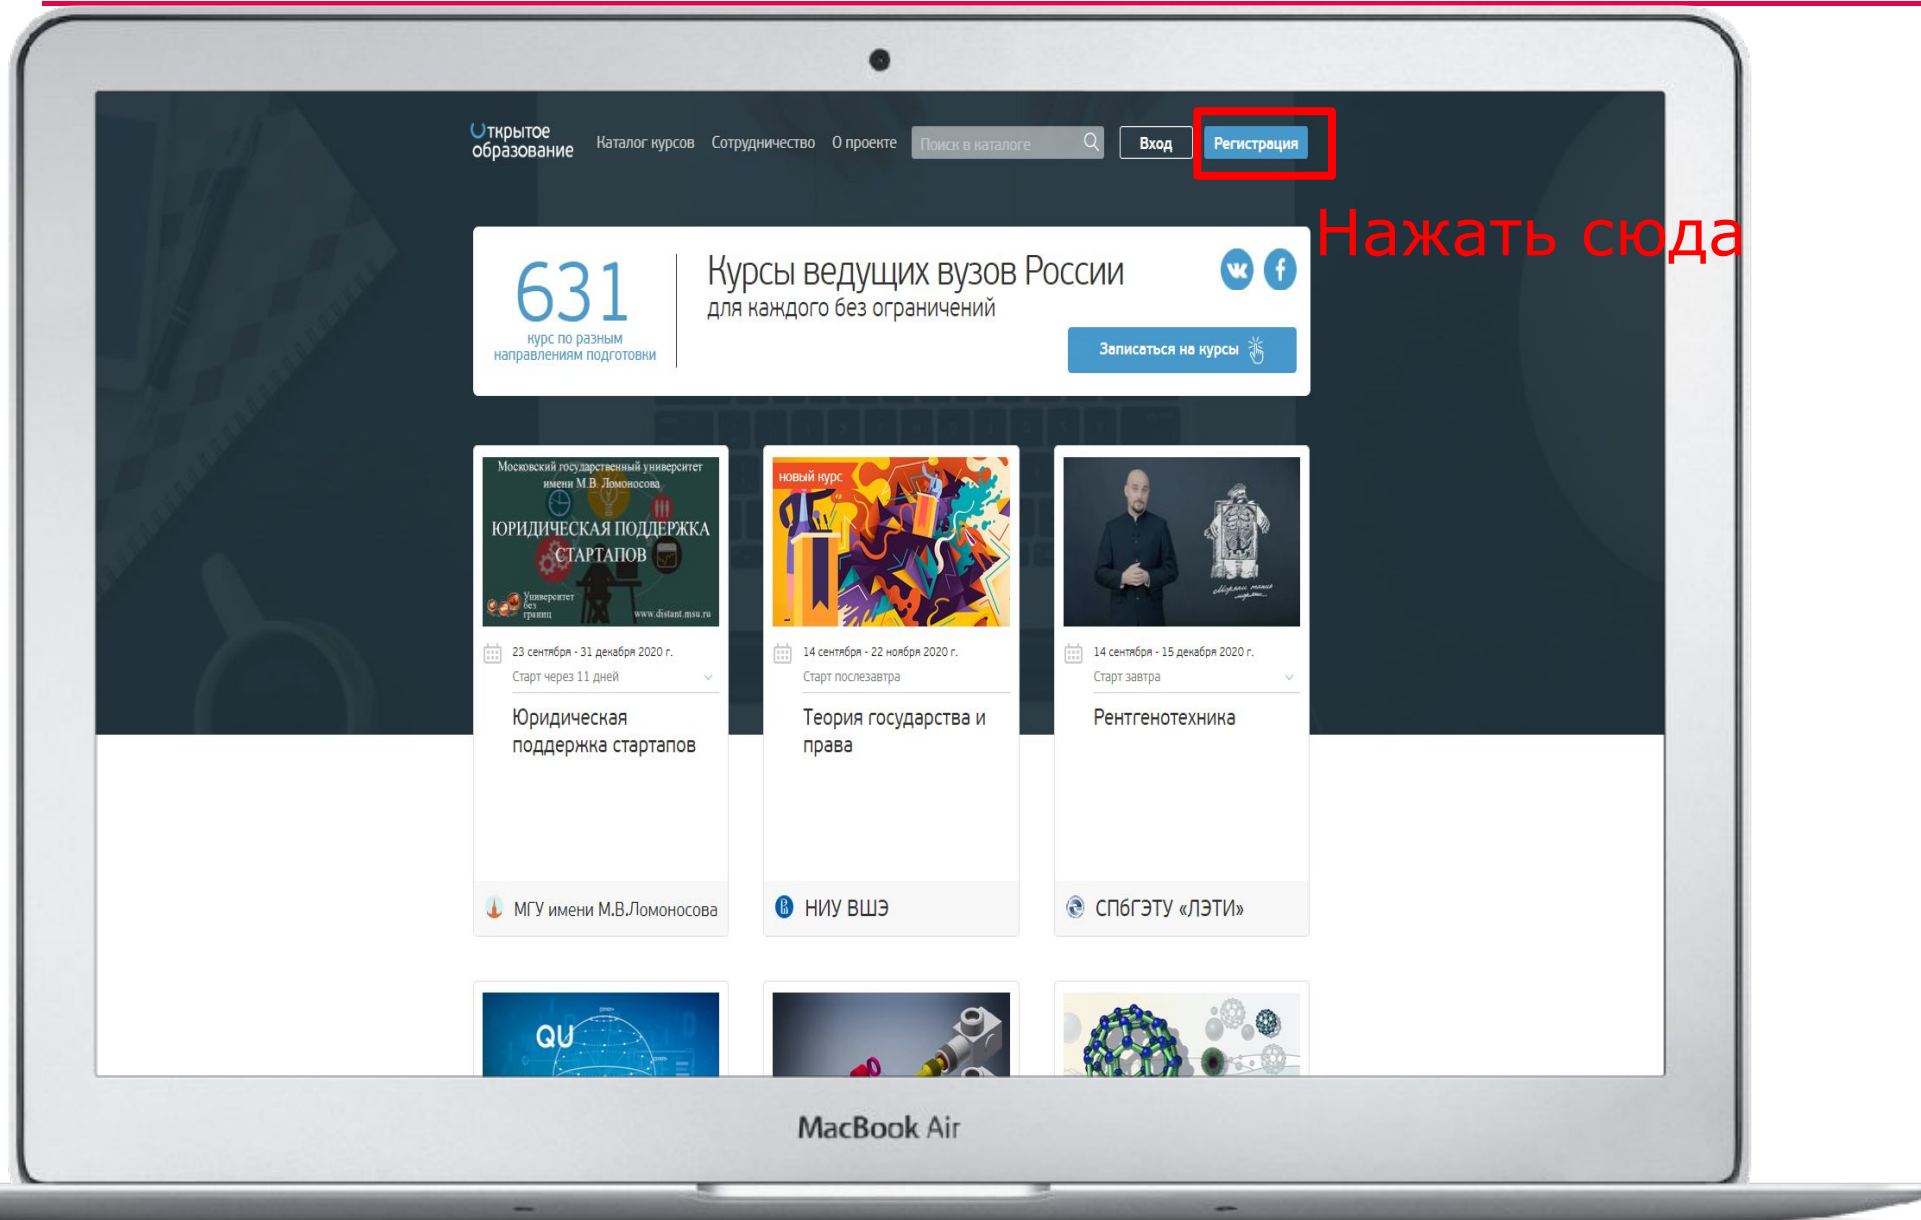 Открытое
образование
Каталог курсов Сотрудничество О проекте Поиск в каталоге Вход Регистрация
Нажать сюда
631
курс по разным
направлениям подготовки
Курсы ведущих вузов России
для каждого без ограничений
Записаться на курсы
Московский государственный университет
имени М.В. Ломоносова
ЮРИДИЧЕСКАЯ ПОДДЕРЖКА
СТАРТАПОВ
Университет
без
границ
www.distant.msu.ru
23 сентября - 31 декабря 2020 г.
Старт через 11 дней
Юридическая
поддержка стартапов
МГУ имени М.В.Ломоносова
новый курс
14 сентября - 22 ноября 2020 г.
Старт послезавтра
Теория государства и
права
НИУ ВШЭ
14 сентября - 15 декабря 2020 г.
Старт завтра
Рентгенотехника
СПбГЭТУ «ЛЭТИ»
QU
MacBook Air